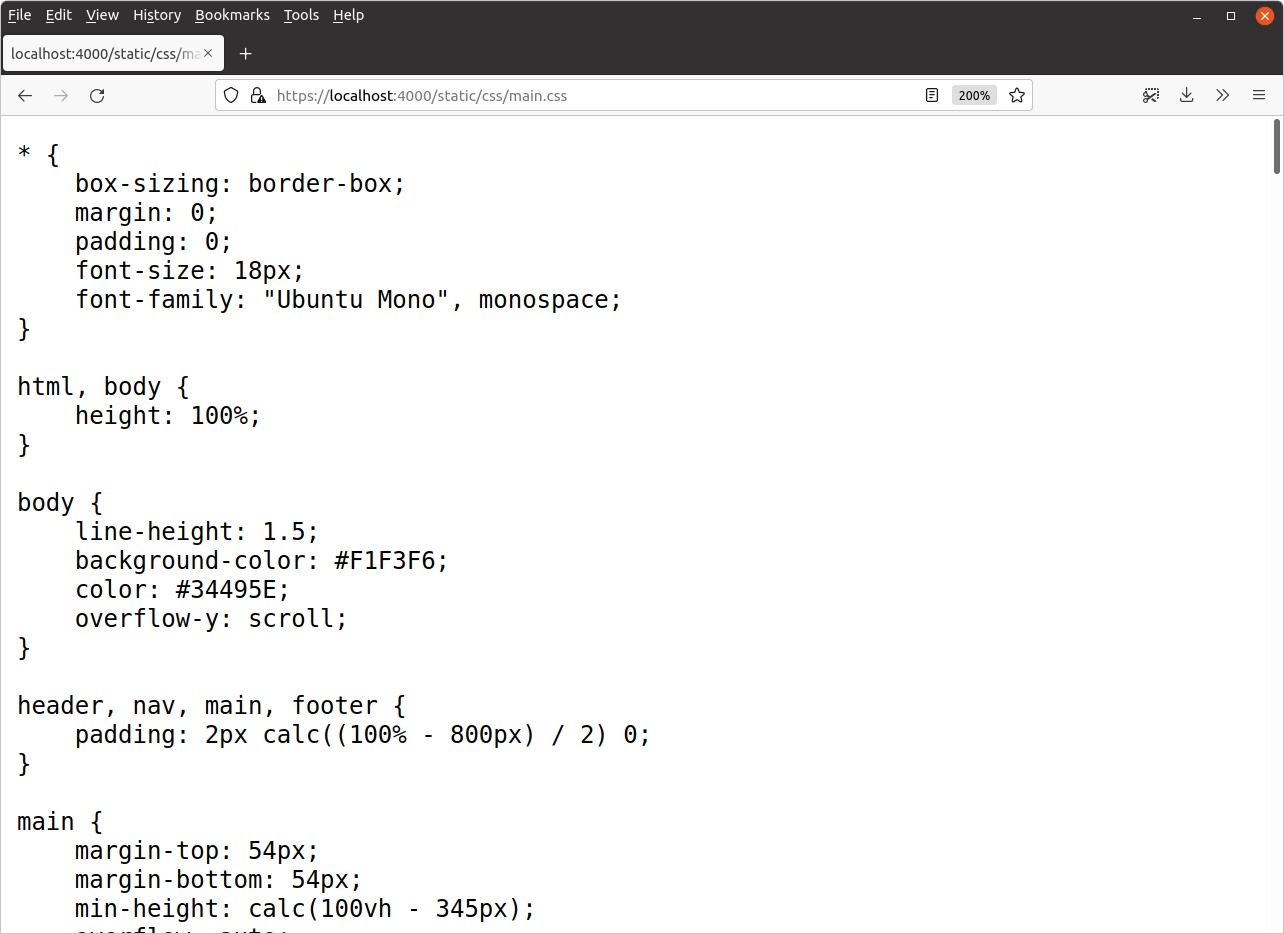 File Edit View History Bookmarks Tools Help
localhost:4000/static/css/ma
https://localhost:4000/static/css/main.css 200%
* {
    box-sizing: border-box;
    margin: 0;
    padding: 0;
    font-size: 18px;
    font-family: "Ubuntu Mono", monospace;
}
html, body {
    height: 100%;
}
body {
    line-height: 1.5;
    background-color: #F1F3F6;
    color: #34495E;
    overflow-y: scroll;
}
header, nav, main, footer {
    padding: 2px calc((100% - 800px) / 2) 0;
}
main {
    margin-top: 54px;
    margin-bottom: 54px;
    min-height: calc(100vh - 345px);
    overflow: auto;